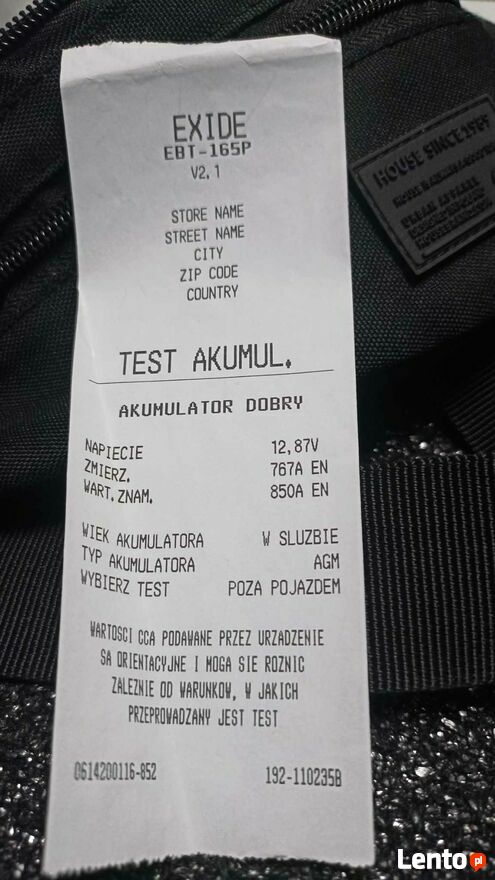 EXIDE
EBT-165P
V2,1
STORE NAME
STREET NAME
CITY
ZIP CODE
COUNTRY
TEST AKUMUL.
AKUMULATOR DOBRY
NAPIECIE 12,87V
ZMIERZ. 767A EN
WART.ZNAM. 850A EN
WIEK AKUMULATORA W SLUZBIE
TYP AKUMULATORA AGM
WYBIERZ TEST POZA POJAZDEM
WARTOSCI CCA PODAWANE PRZEZ URZADZENIE
SA ORIENTACYJNE I MOGA SIE ROZNIC
ZALEZNIE OD WARUNKOW, W JAKICH
PRZEPROWADZANY JEST TEST
0614200116-852 192-110235B
HOUSE SINCE 1989
Lento.pl